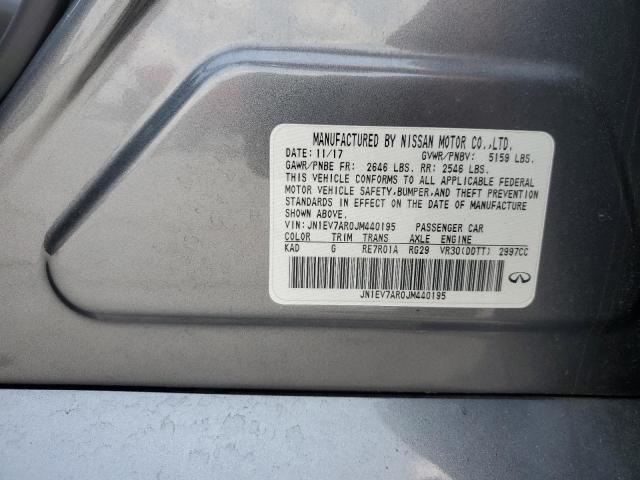 MANUFACTURED BY NISSAN MOTOR CO.,LTD.
DATE: 11/17 GVWR/PNBV: 5159 LBS.
GAWR/PNBE FR: 2646 LBS. RR: 2546 LBS.
THIS VEHICLE CONFORMS TO ALL APPLICABLE FEDERAL
MOTOR VEHICLE SAFETY,BUMPER,AND THEFT PREVENTION
STANDARDS IN EFFECT ON THE DATE OF MANUFACTURE
SHOWN ABOVE.
VIN: JN1EV7AR0JM440195 PASSENGER CAR
COLOR TRIM TRANS AXLE ENGINE
KAD G RE7R01A RG29 VR30(DDTT) 2997CC
JN1EV7AR0JM440195